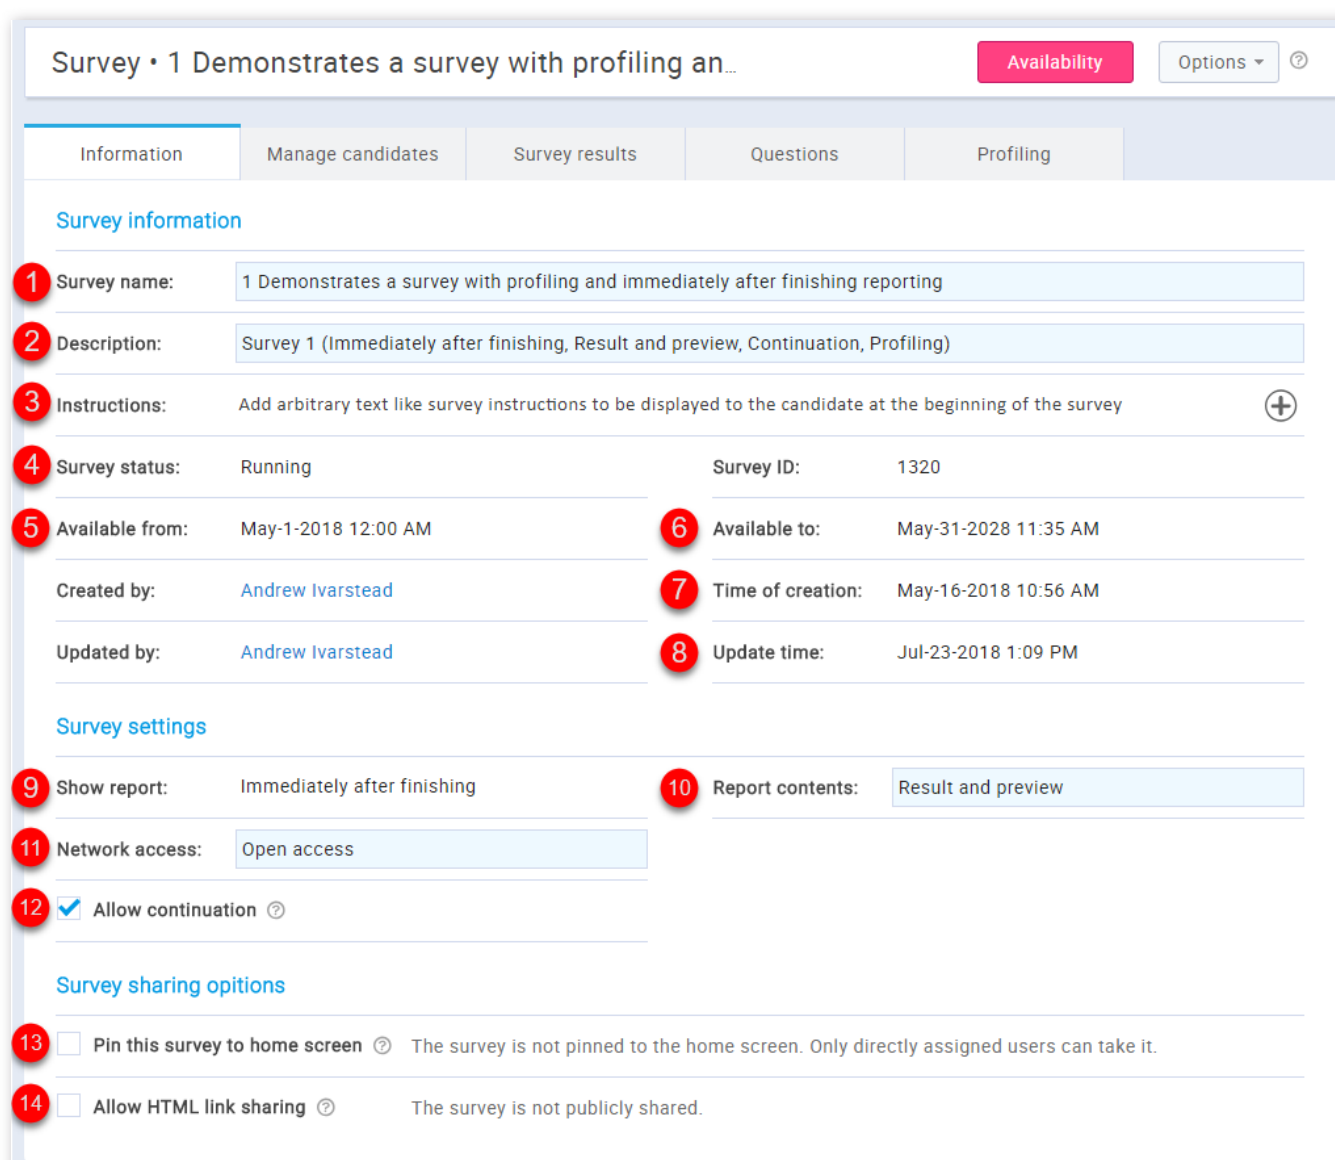 Survey • 1 Demonstrates a survey with profiling an...
Availability
Options
?
Information
Manage candidates
Survey results
Questions
Profiling
Survey information
1 Survey name: 1 Demonstrates a survey with profiling and immediately after finishing reporting
2 Description: Survey 1 (Immediately after finishing, Result and preview, Continuation, Profiling)
3 Instructions: Add arbitrary text like survey instructions to be displayed to the candidate at the beginning of the survey
4 Survey status: Running
Survey ID: 1320
5 Available from: May-1-2018 12:00 AM
6 Available to: May-31-2028 11:35 AM
Created by: Andrew Ivarstead
7 Time of creation: May-16-2018 10:56 AM
Updated by: Andrew Ivarstead
8 Update time: Jul-23-2018 1:09 PM
Survey settings
9 Show report: Immediately after finishing
10 Report contents: Result and preview
11 Network access: Open access
12 Allow continuation ?
Survey sharing opitions
13 Pin this survey to home screen ? The survey is not pinned to the home screen. Only directly assigned users can take it.
14 Allow HTML link sharing ? The survey is not publicly shared.